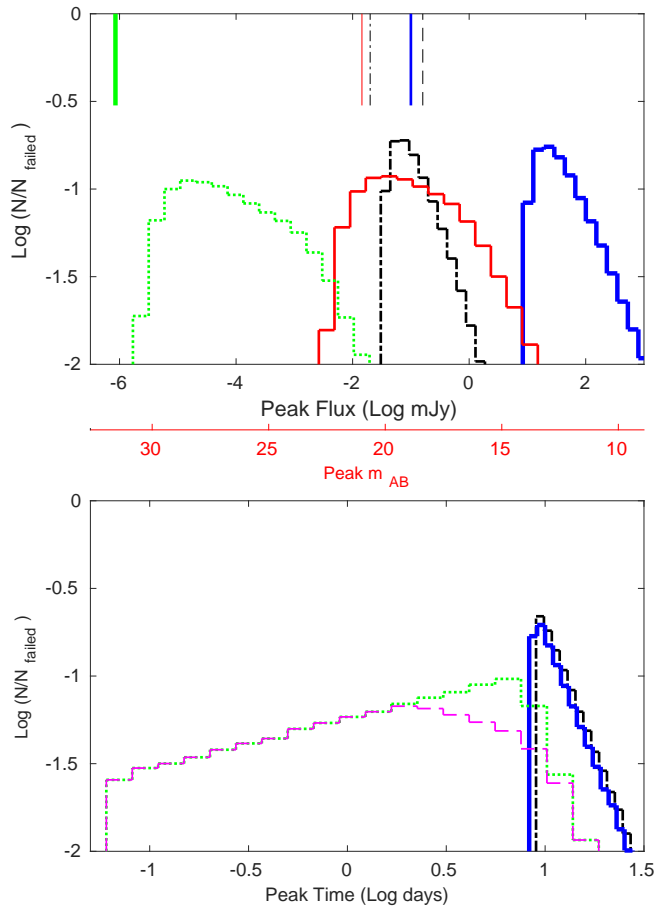 0
-0.5
-1
-1.5
-2
Log (N/N failed)
-6 -4 -2 0 2
Peak Flux (Log mJy)
30 25 20 15 10
Peak m AB
0
-0.5
-1
-1.5
-2
Log (N/N failed)
-1 -0.5 0 0.5 1 1.5
Peak Time (Log days)